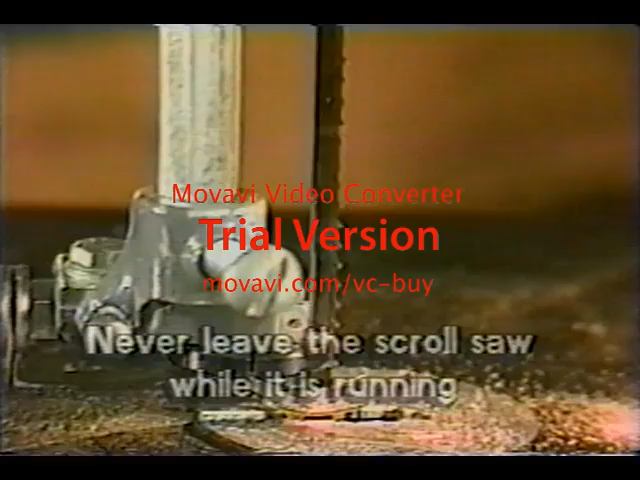 Movavi Video Converter
Trial Version
movavi.com/vc-buy
Never leave the scroll saw
while it is running